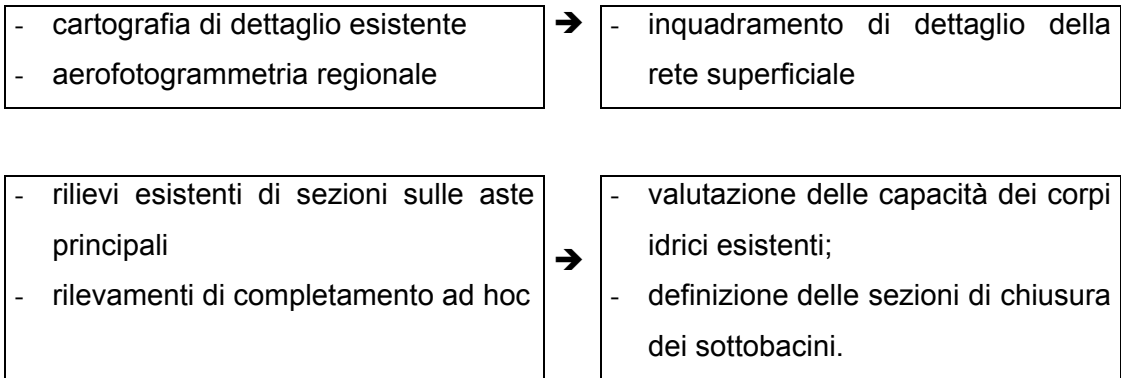 - cartografia di dettaglio esistente
- aerofotogrammetria regionale
➔
- inquadramento di dettaglio della
rete superficiale
- rilievi esistenti di sezioni sulle aste
principali
- rilevamenti di completamento ad hoc
➔
- valutazione delle capacità dei corpi
idrici esistenti;
- definizione delle sezioni di chiusura
dei sottobacini.